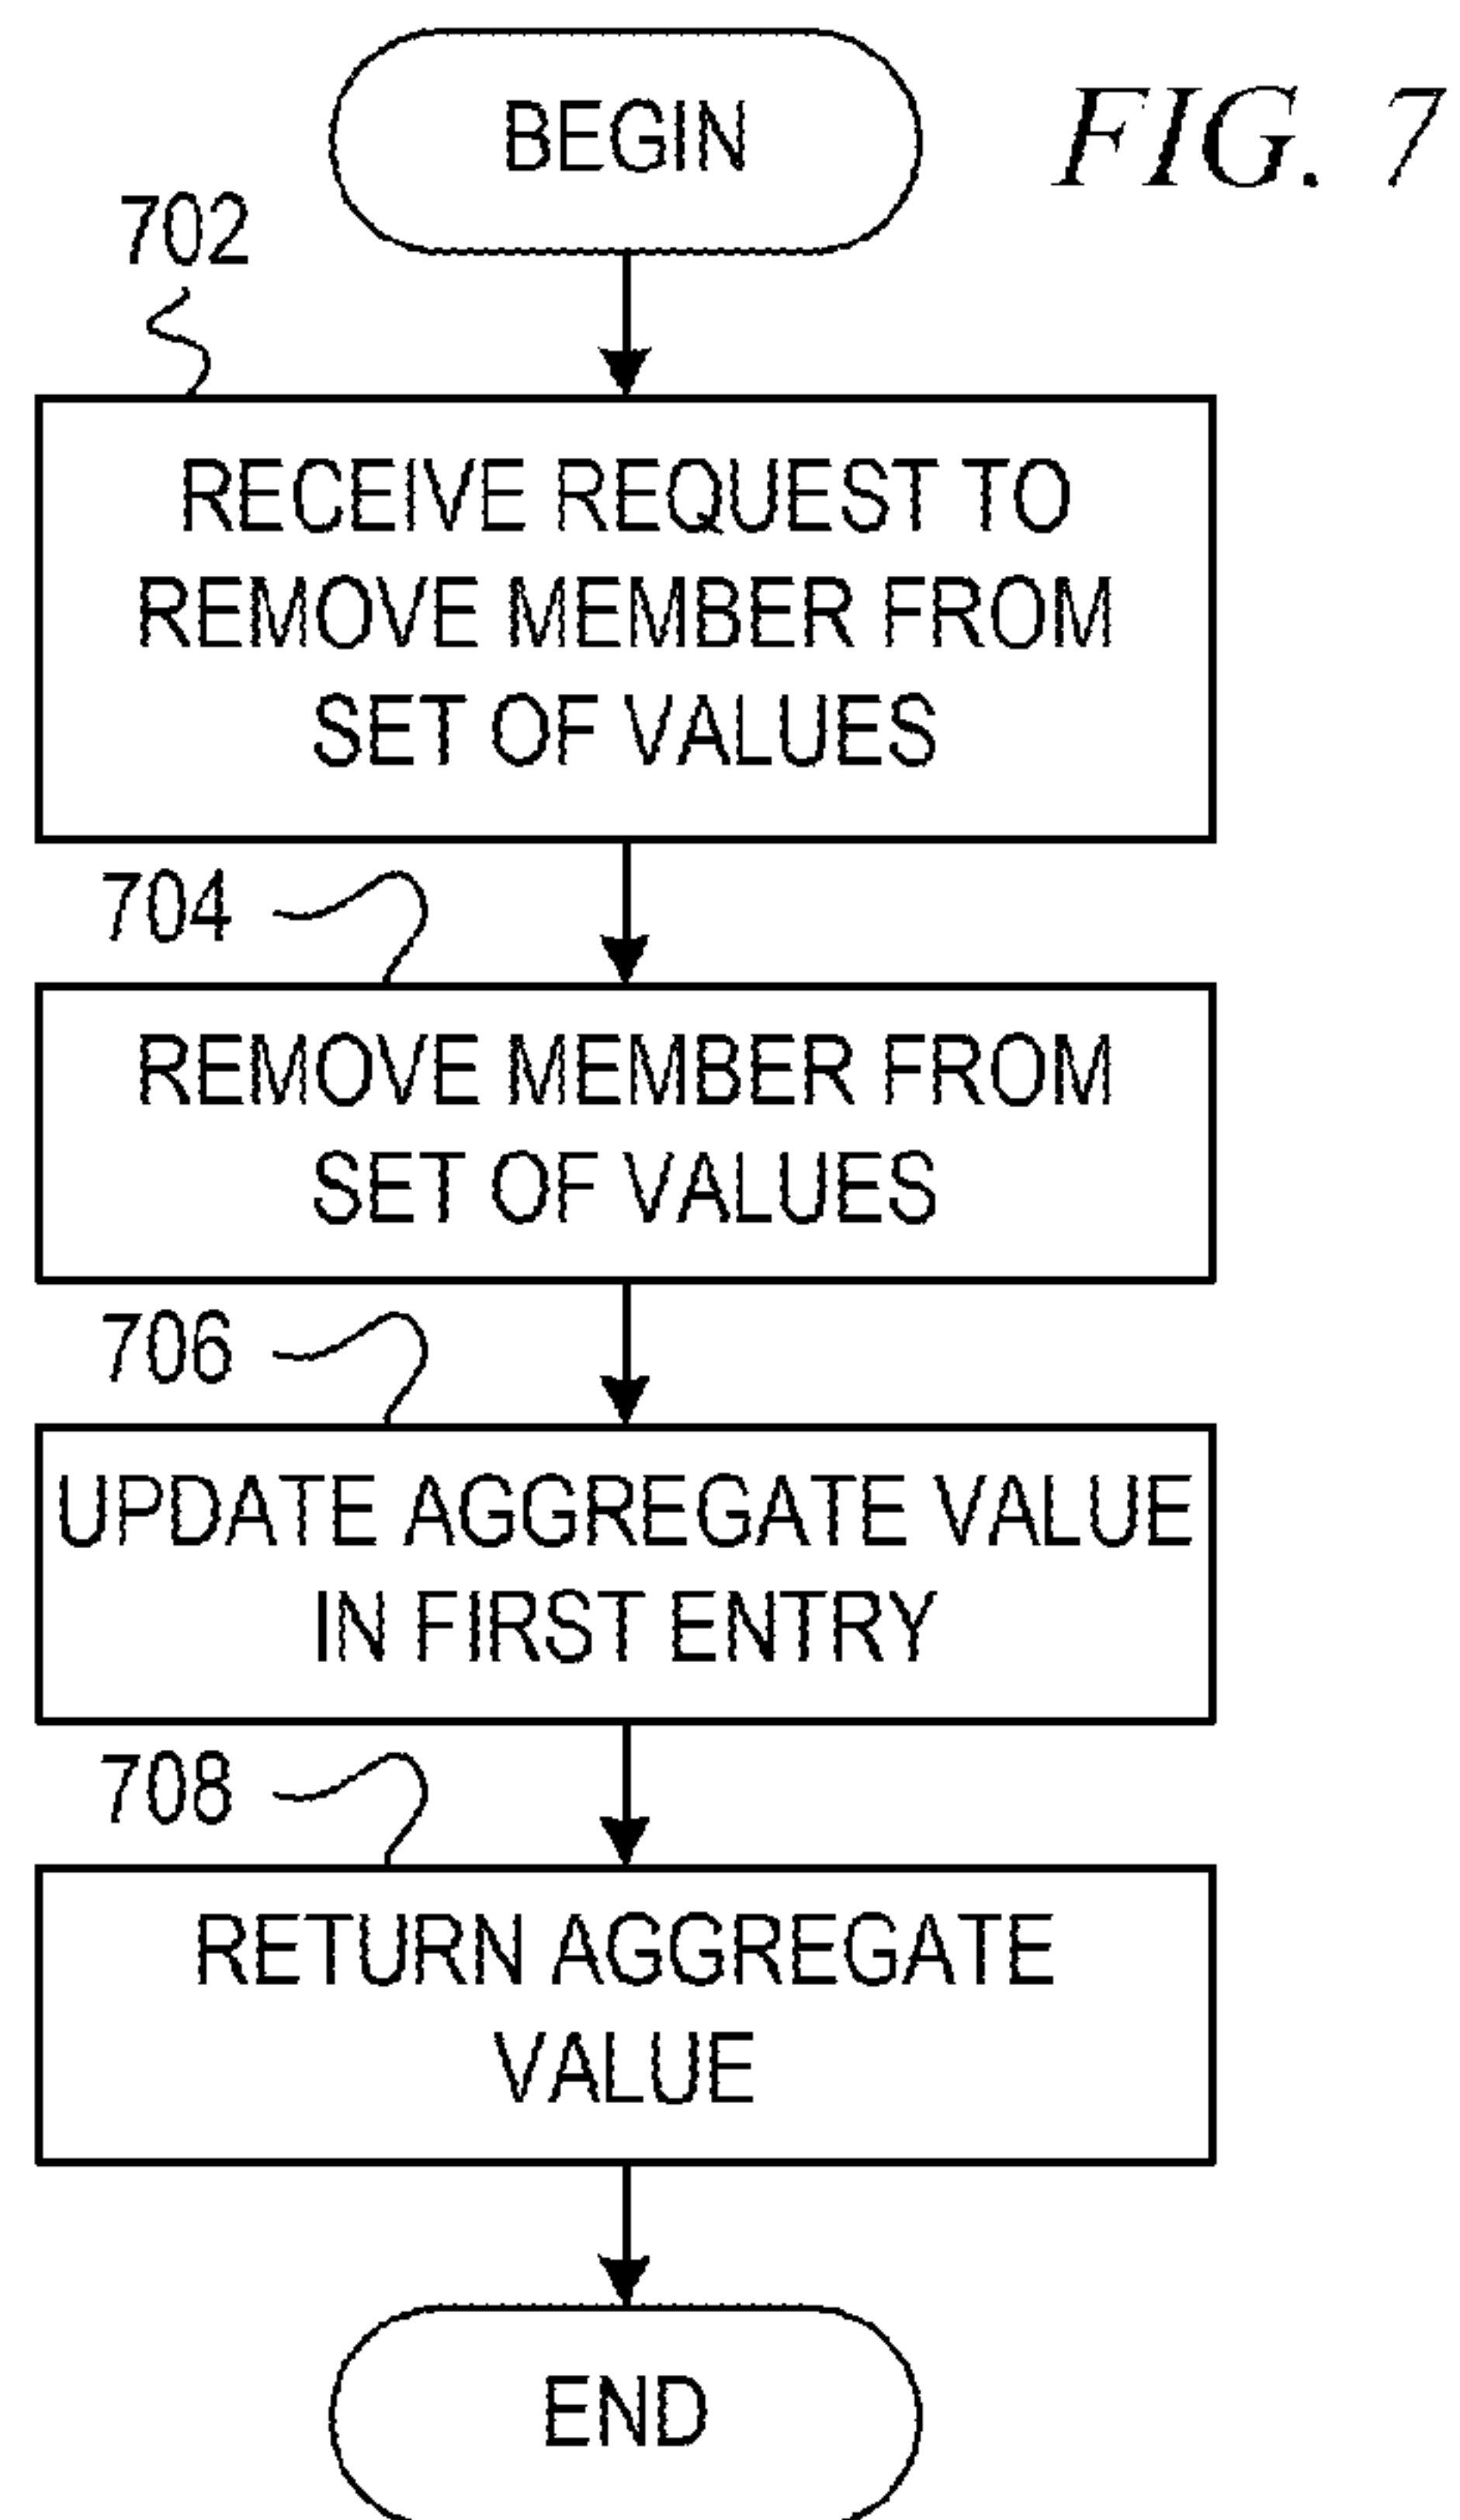 BEGIN
FIG. 7
702
RECEIVE REQUEST TO
REMOVE MEMBER FROM
SET OF VALUES
704
REMOVE MEMBER FROM
SET OF VALUES
706
UPDATE AGGREGATE VALUE
IN FIRST ENTRY
708
RETURN AGGREGATE
VALUE
END